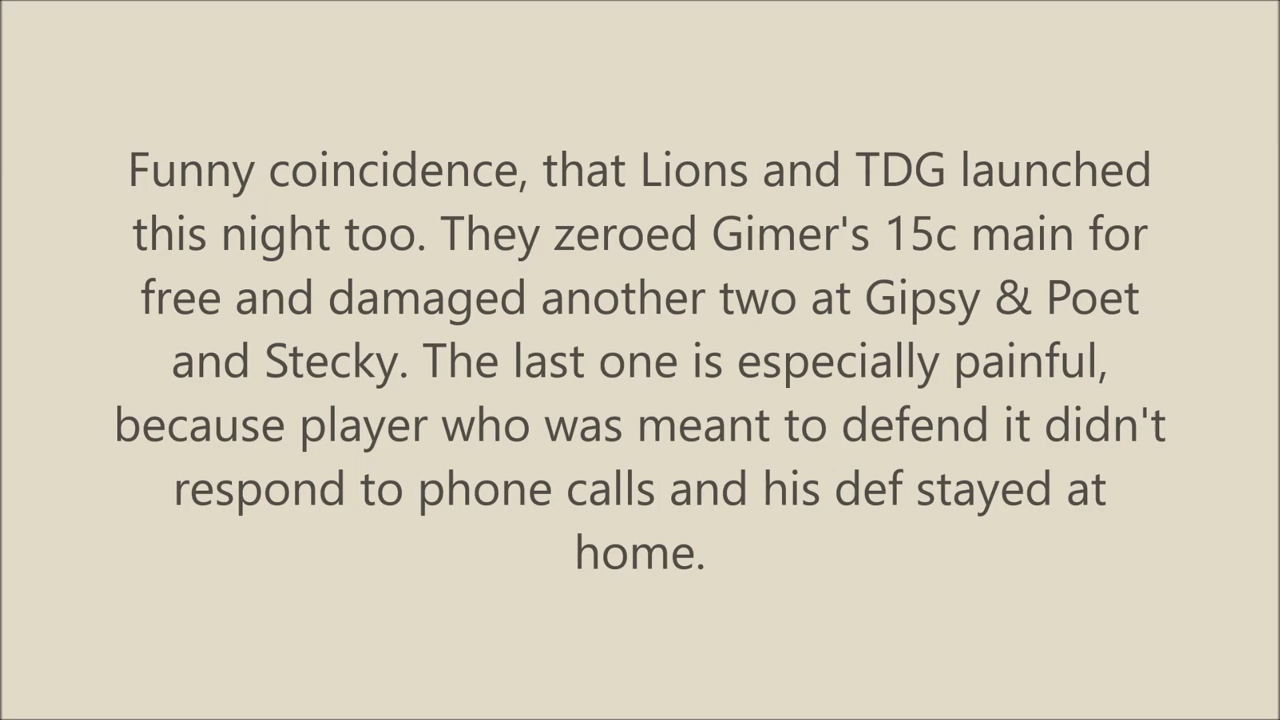 Funny coincidence, that Lions and TDG launched
this night too. They zeroed Gimer's 15c main for
free and damaged another two at Gipsy & Poet
and Stecky. The last one is especially painful,
because player who was meant to defend it didn't
respond to phone calls and his def stayed at
home.